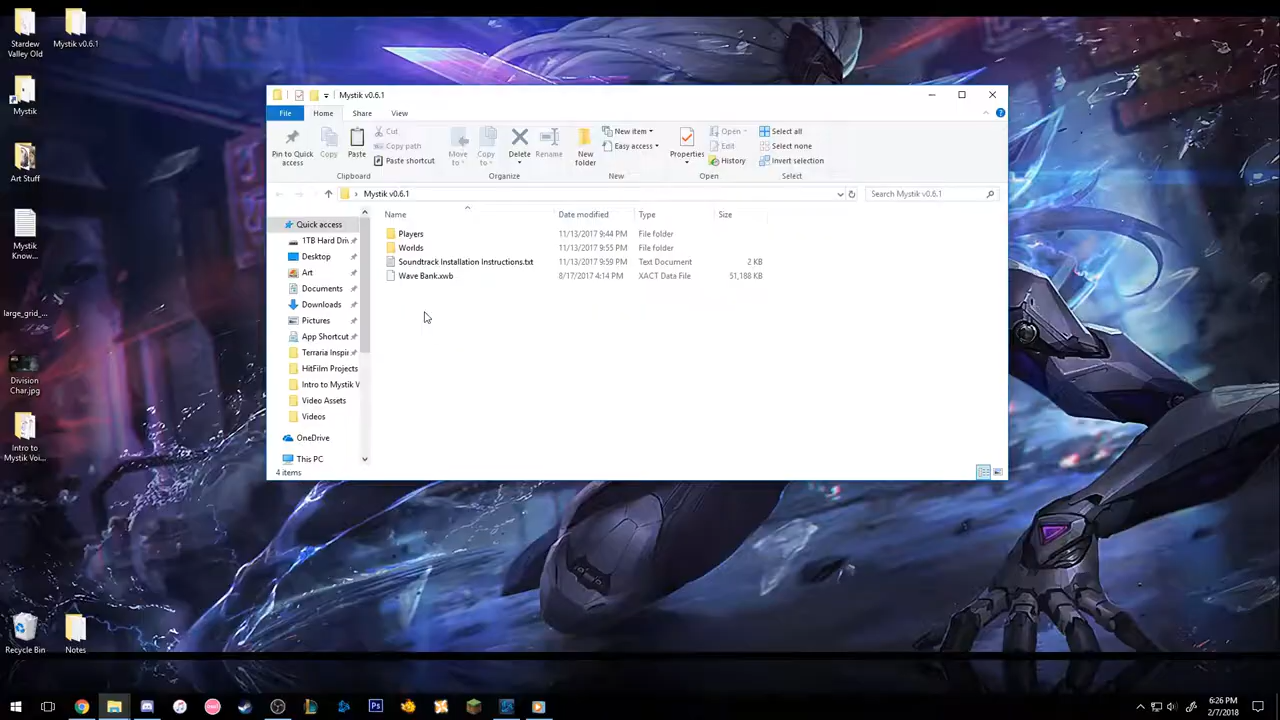 Stardew
Valley Old
Mystik v0.6.1
Mystik
Art Stuff
Mystik
Know...
large_grid_...
Division
Char.jpg
Intro to
Mystik Voi...
Recycle Bin
Notes
Mystik v0.6.1
File Home Share View
Pin to Quick
access
Copy
Paste
Cut
Copy path
Paste shortcut
Clipboard
Move
to
Copy
to
Delete
Rename
Organize
New
folder
New item
Easy access
New
Properties
Open
Edit
History
Open
Select all
Select none
Invert selection
Select
Mystik v0.6.1
Search Mystik v0.6.1
Quick access
1TB Hard Driv
Desktop
Art
Documents
Downloads
Pictures
App Shortcut
Terraria Inspir
HitFilm Projects
Intro to Mystik V
Video Assets
Videos
OneDrive
This PC
Name Date modified Type Size
Players 11/13/2017 9:44 PM File folder
Worlds 11/13/2017 9:55 PM File folder
Soundtrack Installation Instructions.txt 11/13/2017 9:59 PM Text Document 2 KB
Wave Bank.xwb 8/17/2017 4:14 PM XACT Data File 51,188 KB
4 items
Ps
6:26 PM
2/7/2018